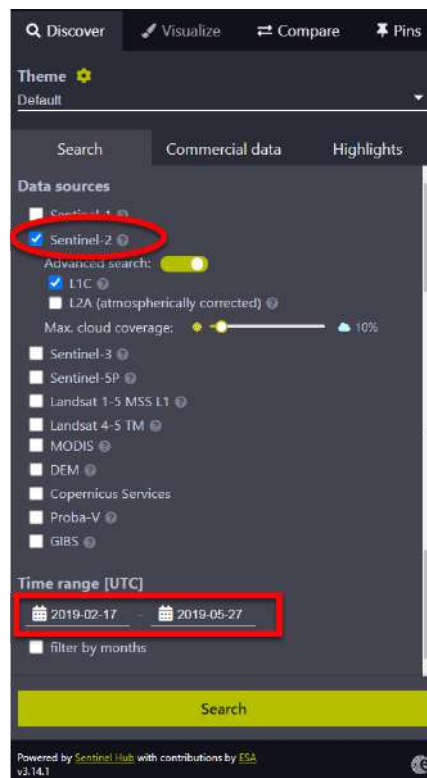 Discover Visualize Compare Pins
Theme
Default
Search Commercial data Highlights
Data sources
Sentinel-1
Sentinel-2
Advanced search:
L1C
L2A (atmospherically corrected)
Max. cloud coverage: 10%
Sentinel-3
Sentinel-5P
Landsat 1-5 MSS L1
Landsat 4-5 TM
MODIS
DEM
Copernicus Services
Proba-V
GIBS
Time range [UTC]
2019-02-17 - 2019-05-27
filter by months
Search
Powered by Sentinel Hub with contributions by ESA
v3.14.1